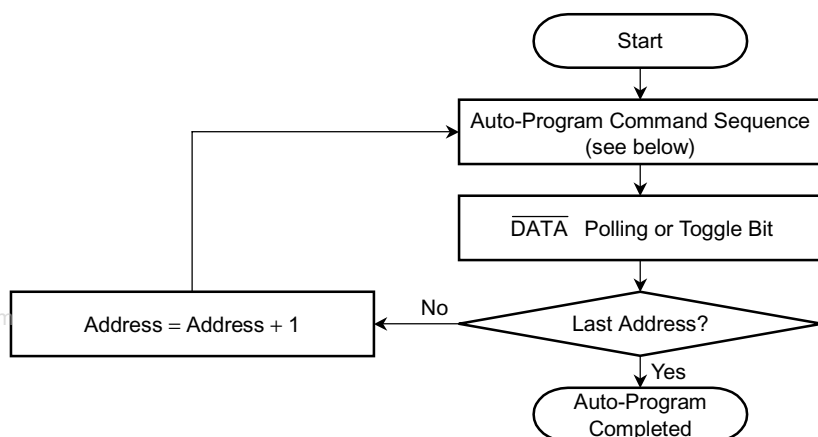 Start
Auto-Program Command Sequence
(see below)
DATA Polling or Toggle Bit
Last Address?
No
Address = Address + 1
Yes
Auto-Program
Completed